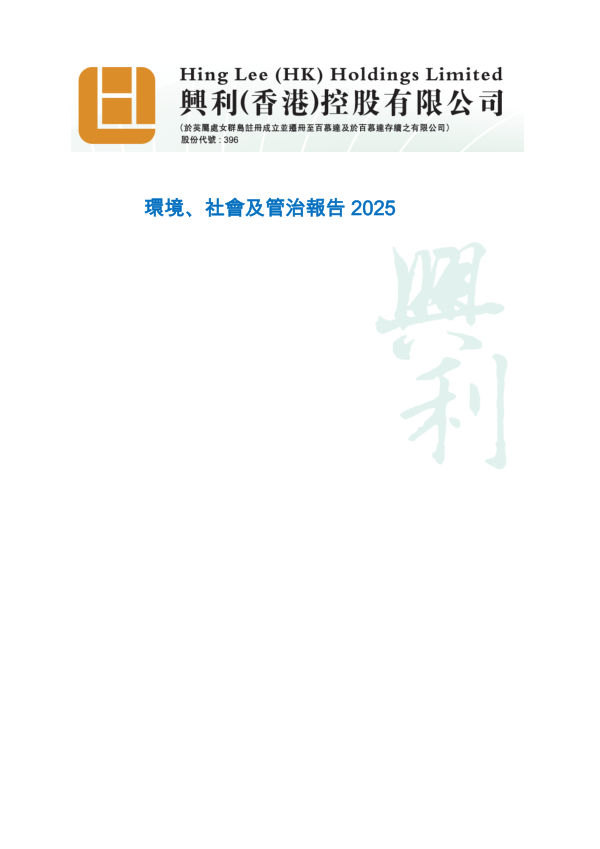 Hing Lee (HK) Holdings Limited
興利(香港)控股有限公司
(於英屬處女群島註冊成立並遷冊至百慕達及於百慕達存續之有限公司)
股份代號 : 396
環境、社會及管治報告 2025
興
利